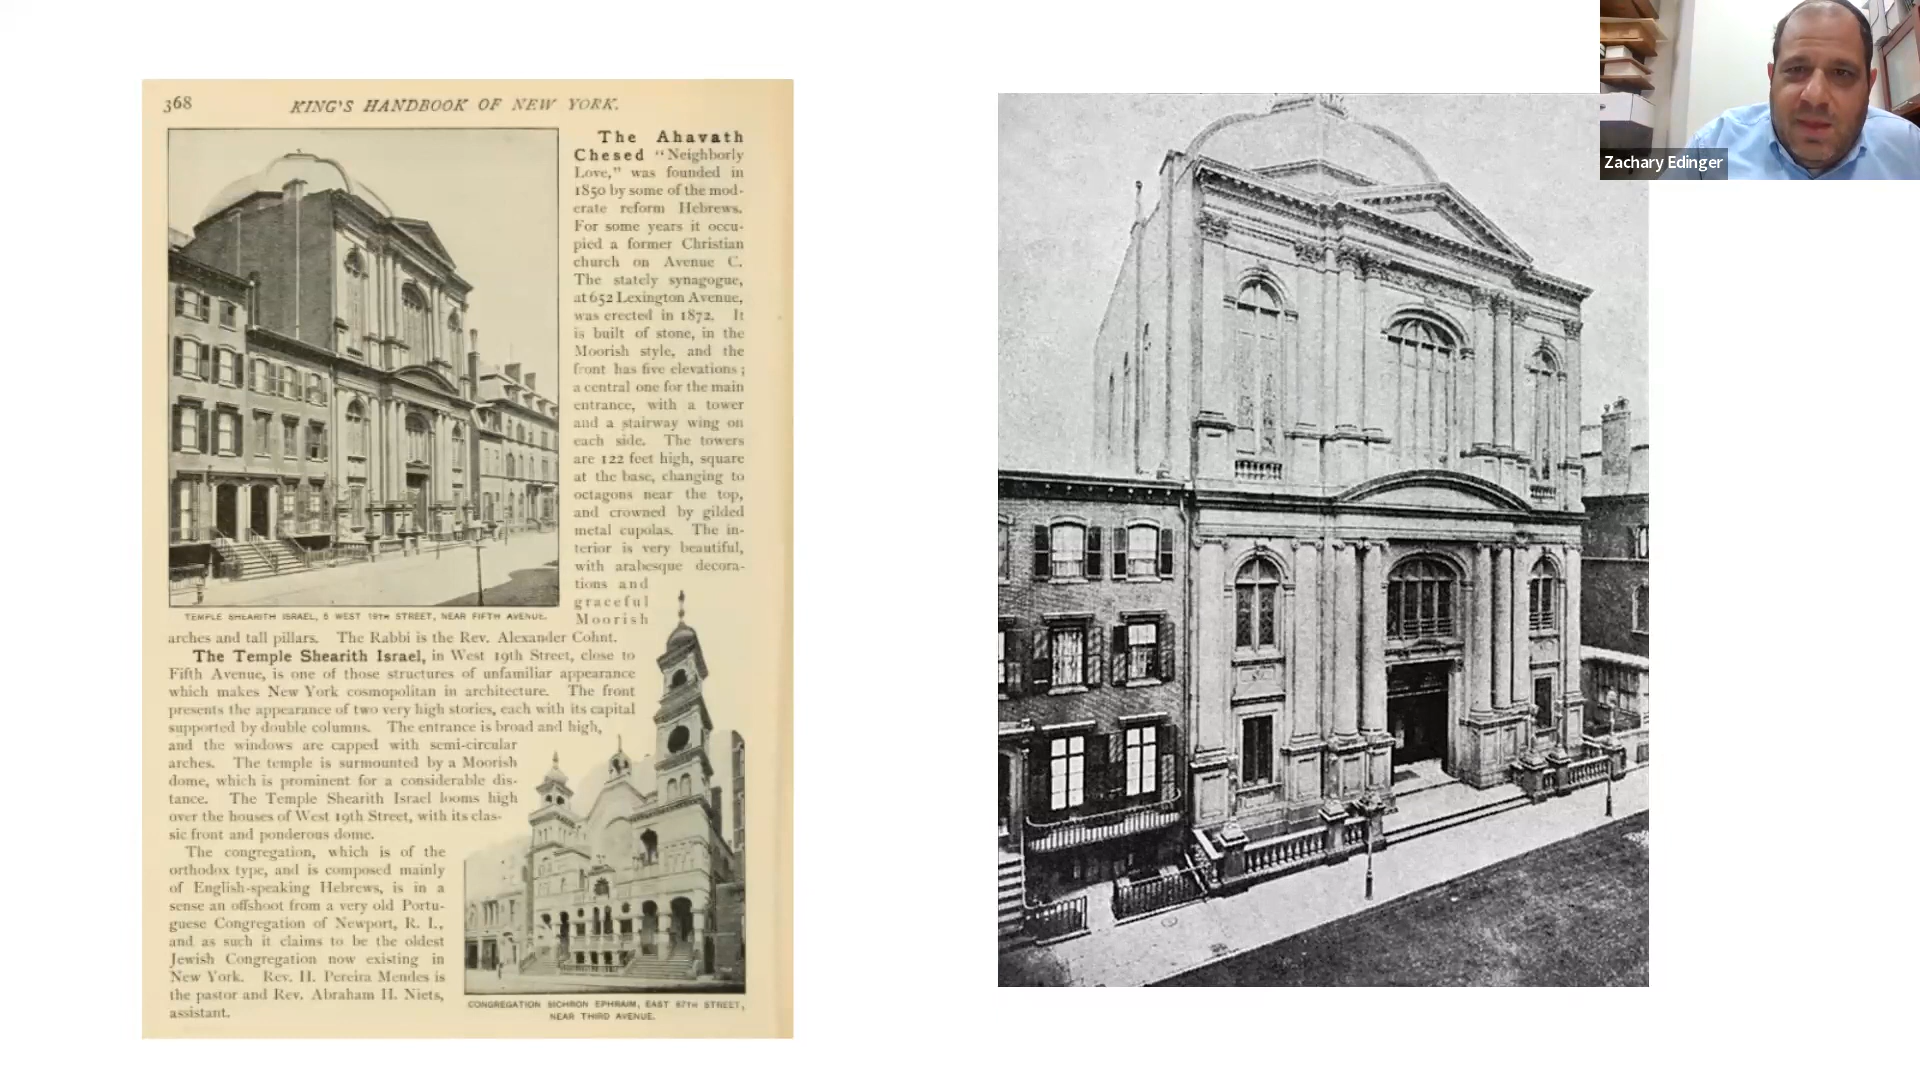 368 KING'S HANDBOOK OF NEW YORK.
The Ahavath
Chesed "Neighborly
Love," was founded in
1850 by some of the mod-
erate reform Hebrews.
For some years it occu-
pied a former Christian
church on Avenue C.
The stately synagogue,
at 652 Lexington Avenue,
was erected in 1872. It
is built of stone, in the
Moorish style, and the
front has five elevations;
a central one for the main
entrance, with a tower
and a stairway wing on
each side. The towers
are 122 feet high, square
at the base, changing to
octagons near the top,
and crowned by gilded
metal cupolas. The in-
terior is very beautiful,
with arabesque decora-
tions and
graceful
Moorish
TEMPLE SHEARITH ISRAEL, 5 WEST 19TH STREET, NEAR FIFTH AVENUE.
arches and tall pillars. The Rabbi is the Rev. Alexander Cohnt.
The Temple Shearith Israel, in West 19th Street, close to
Fifth Avenue, is one of those structures of unfamiliar appearance
which makes New York cosmopolitan in architecture. The front
presents the appearance of two very high stories, each with its capital
supported by double columns. The entrance is broad and high,
and the windows are capped with semi-circular
arches. The temple is surmounted by a Moorish
dome, which is prominent for a considerable dis-
tance. The Temple Shearith Israel looms high
over the houses of West 19th Street, with its clas-
sic front and ponderous dome.
The congregation, which is of the
orthodox type, and is composed mainly
of English-speaking Hebrews, is in a
sense an offshoot from a very old Portu-
guese Congregation of Newport, R. I.,
and as such it claims to be the oldest
Jewish Congregation now existing in
New York. Rev. H. Pereira Mendes is
the pastor and Rev. Abraham H. Niets,
assistant.
CONGREGATION SICHRON EPHRAIM, EAST 67TH STREET,
NEAR THIRD AVENUE.
Zachary Edinger